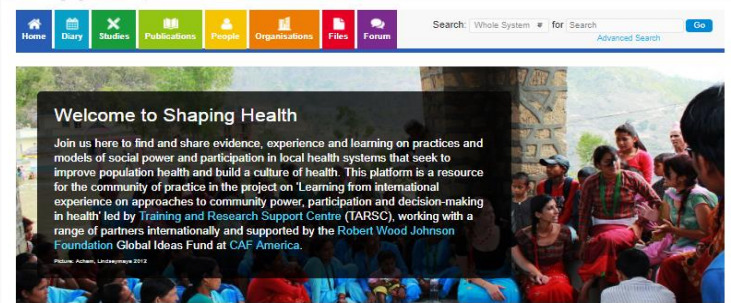 Home Diary Studies Publications People Organisations Files Forum
Search: Whole System for Search Go
Advanced Search
Welcome to Shaping Health
Join us here to find and share evidence, experience and learning on practices and
models of social power and participation in local health systems that seek to
improve population health and build a culture of health. This platform is a resource
for the community of practice in the project on 'Learning from international
experience on approaches to community power, participation and decision-making
in health' led by Training and Research Support Centre (TARSC), working with a
range of partners internationally and supported by the Robert Wood Johnson
Foundation Global Ideas Fund at CAF America.
Picture: Acham, Lindsaymaya 2012